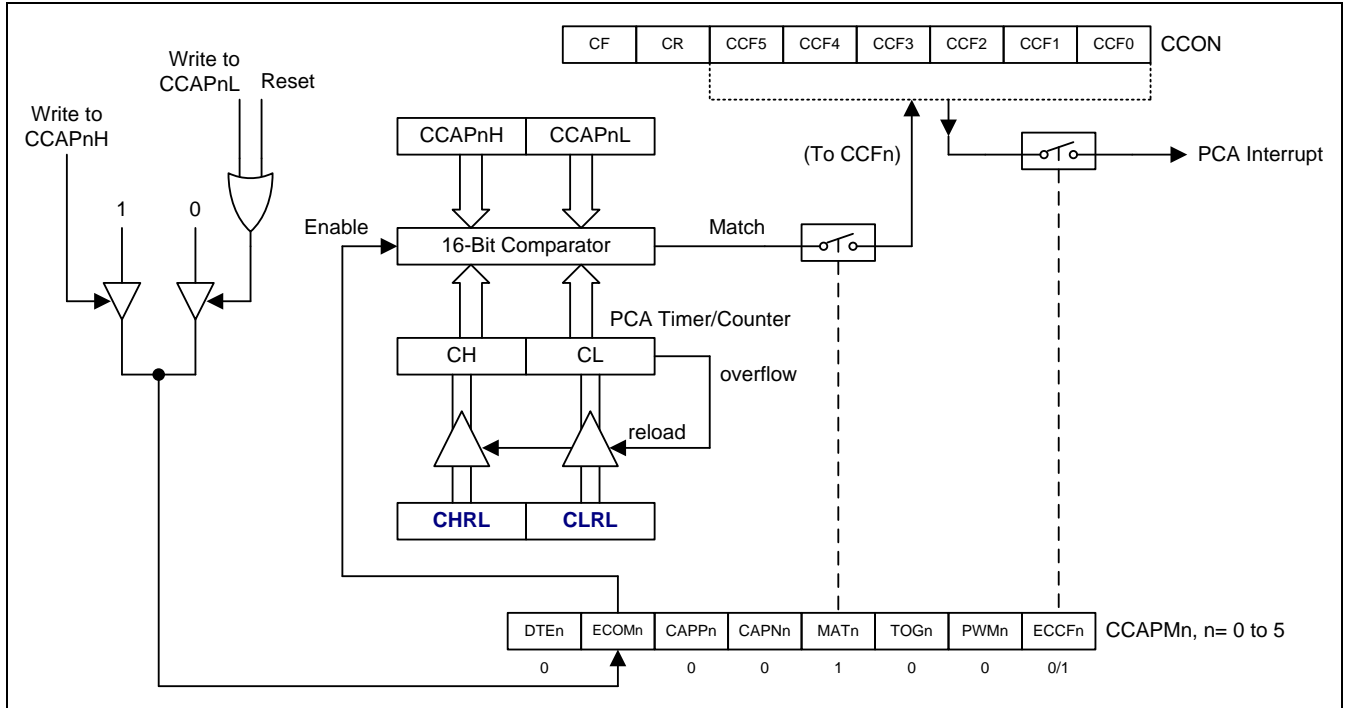 CF CR CCF5 CCF4 CCF3 CCF2 CCF1 CCF0 CCON
Write to
CCAPnL
Reset
Write to
CCAPnH
CCAPnH CCAPnL
(To CCFn)
PCA Interrupt
1 0
Enable
16-Bit Comparator
Match
PCA Timer/Counter
CH CL
overflow
reload
CHRL CLRL
DTEn ECOMn CAPPn CAPNn MATn TOGn PWMn ECCFn CCAPMn, n= 0 to 5
0 0 0 1 0 0 0/1